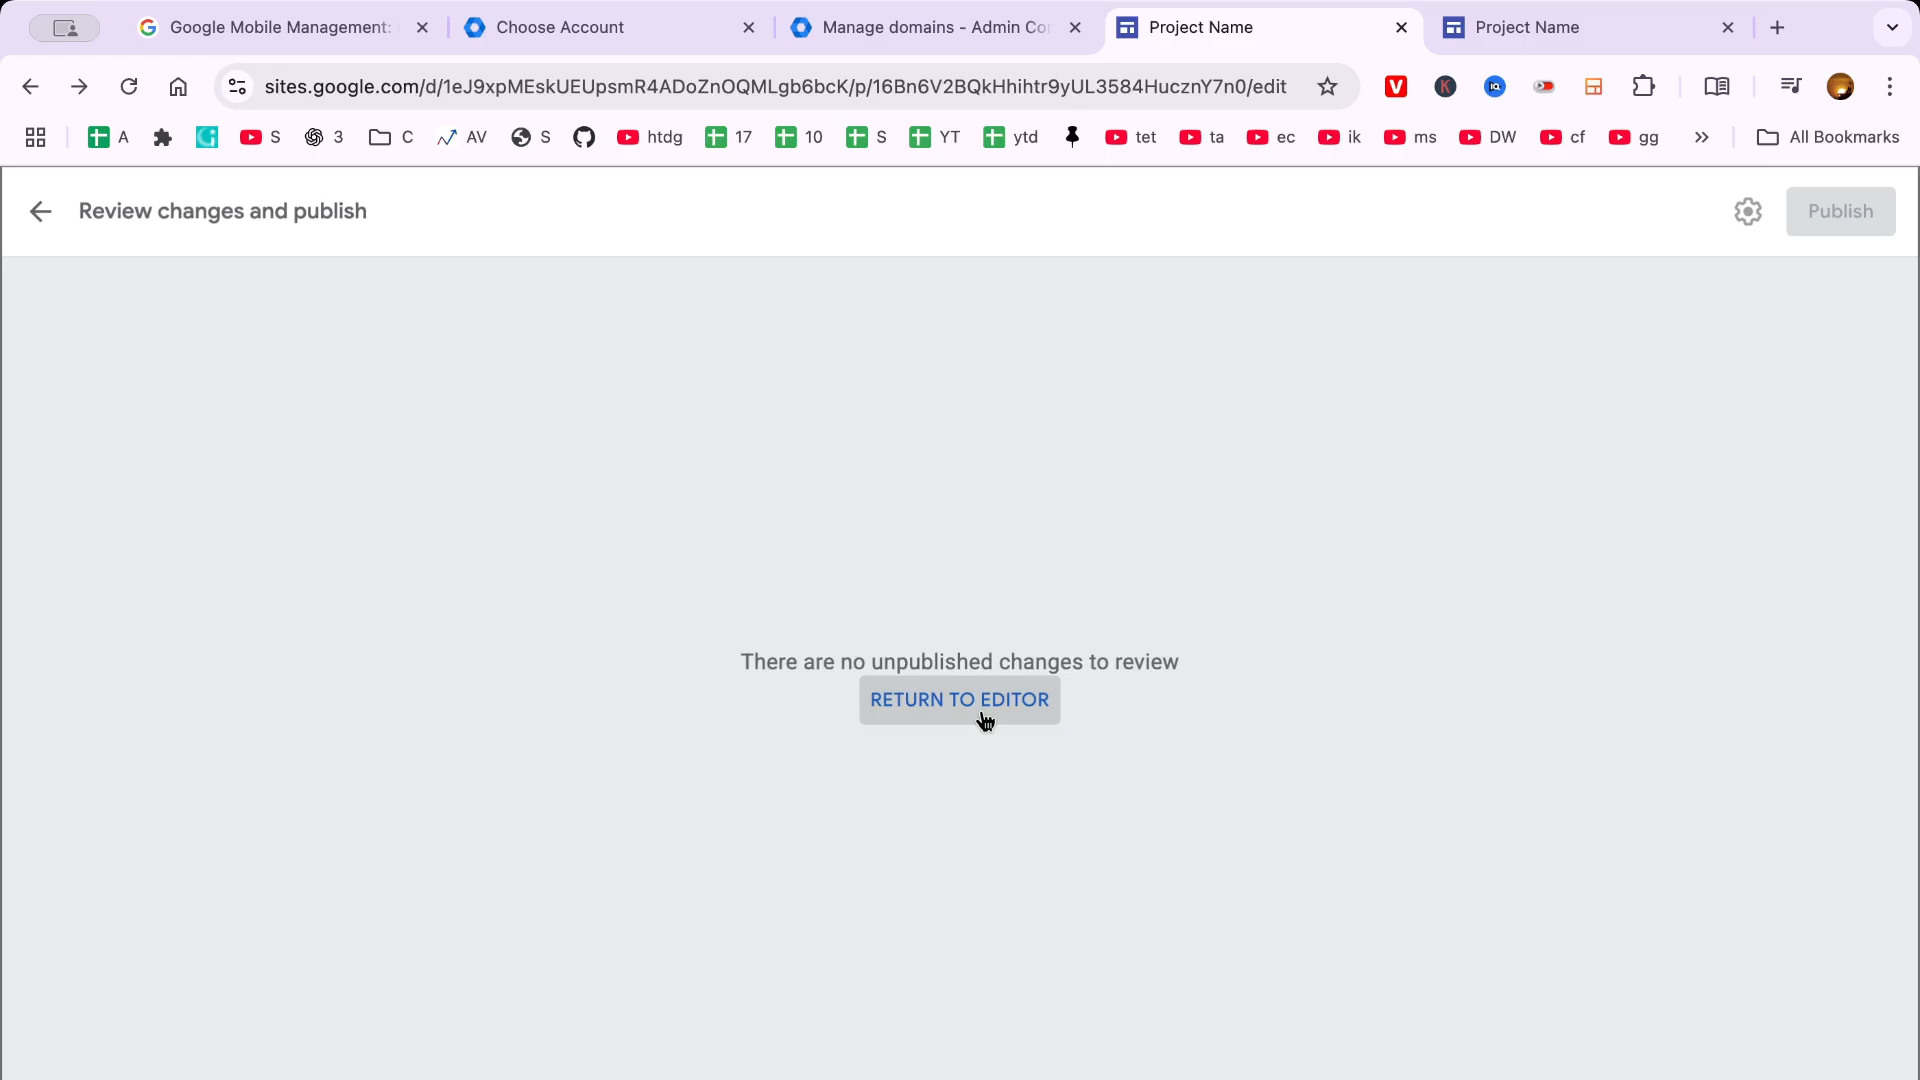 Google Mobile Management: Choose Account Manage domains - Admin Co Project Name Project Name
sites.google.com/d/1eJ9xpMEskUEUpsmR4ADoZnOQMLgb6bcK/p/16Bn6V2BQkHhihtr9yUL3584HucznY7n0/edit
A S 3 C AV S htdg 17 10 S YT ytd tet ta ec ik ms DW cf gg All Bookmarks
Review changes and publish Publish
There are no unpublished changes to review
RETURN TO EDITOR